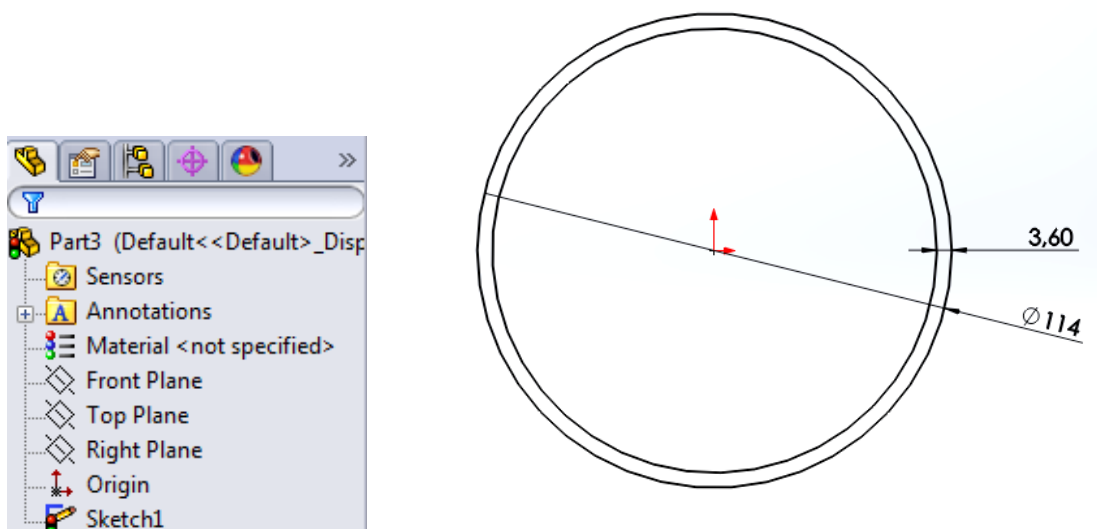 Part3 (Default<<Default>_Disp
Sensors
Annotations
Material <not specified>
Front Plane
Top Plane
Right Plane
Origin
Sketch1
3,60
∅114